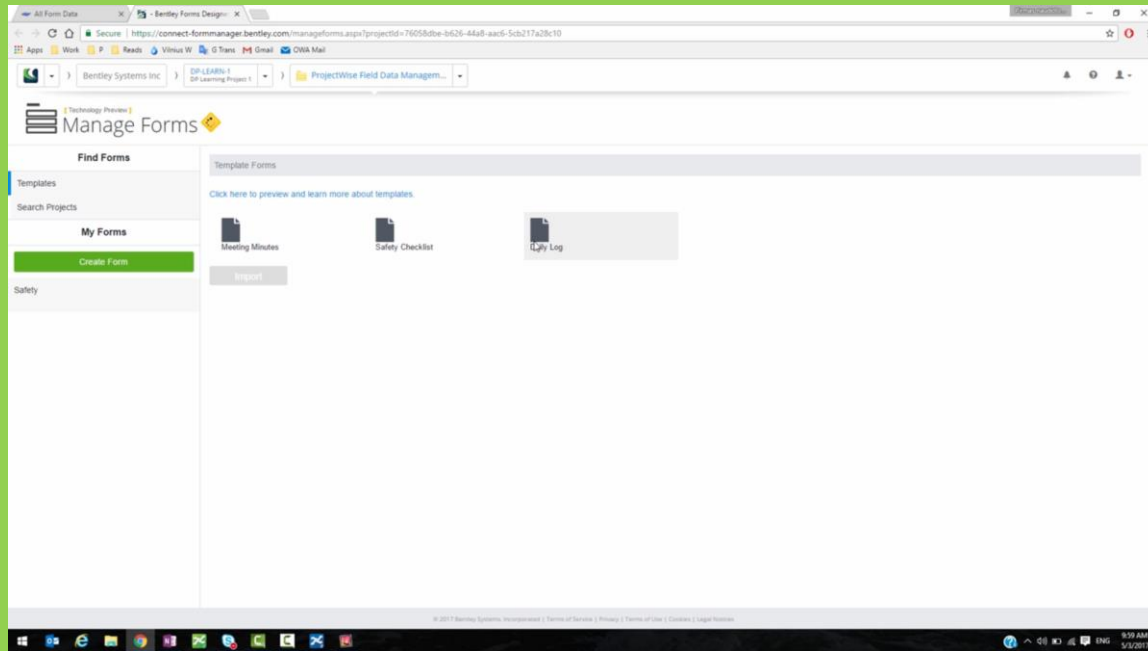 All Form Data
- Bentley Forms Designer
Secure | https://connect-formmanager.bentley.com/manageforms.aspx?projectId=76058dbe-b626-44a8-aac6-5cb217a28c10
Apps Work P Reads Vilnius W G Trans Gmail OWA Mail
Bentley Systems Inc
DP-LEARN-1
DP Learning Project 1
ProjectWise Field Data Managem...
[ Technology Preview ]
Manage Forms
Find Forms
Templates
Search Projects
My Forms
Create Form
Safety
Template Forms
Click here to preview and learn more about templates.
Meeting Minutes
Safety Checklist
Daily Log
Import
© 2017 Bentley Systems, Incorporated | Terms of Service | Privacy | Terms of Use | Cookies | Legal Notices
ENG
9:59 AM
5/3/2017